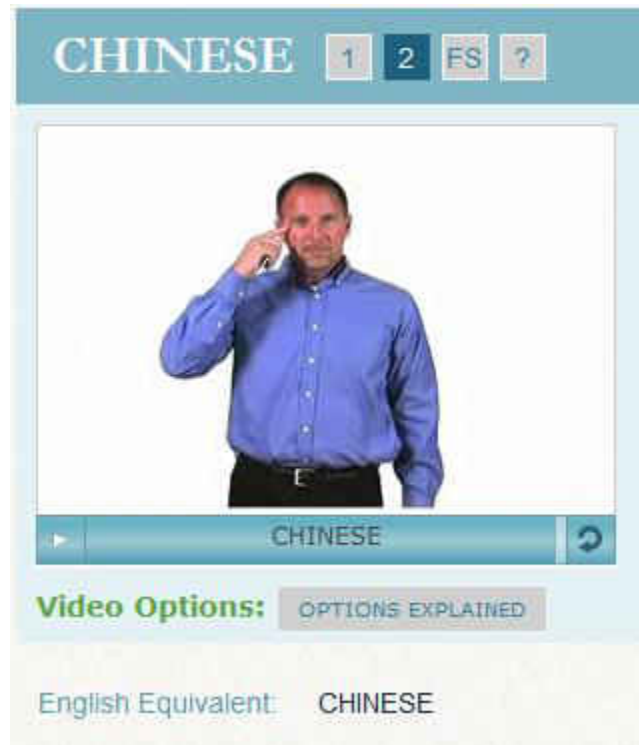 CHINESE 1 2 FS ?
CHINESE
Video Options: OPTIONS EXPLAINED
English Equivalent: CHINESE